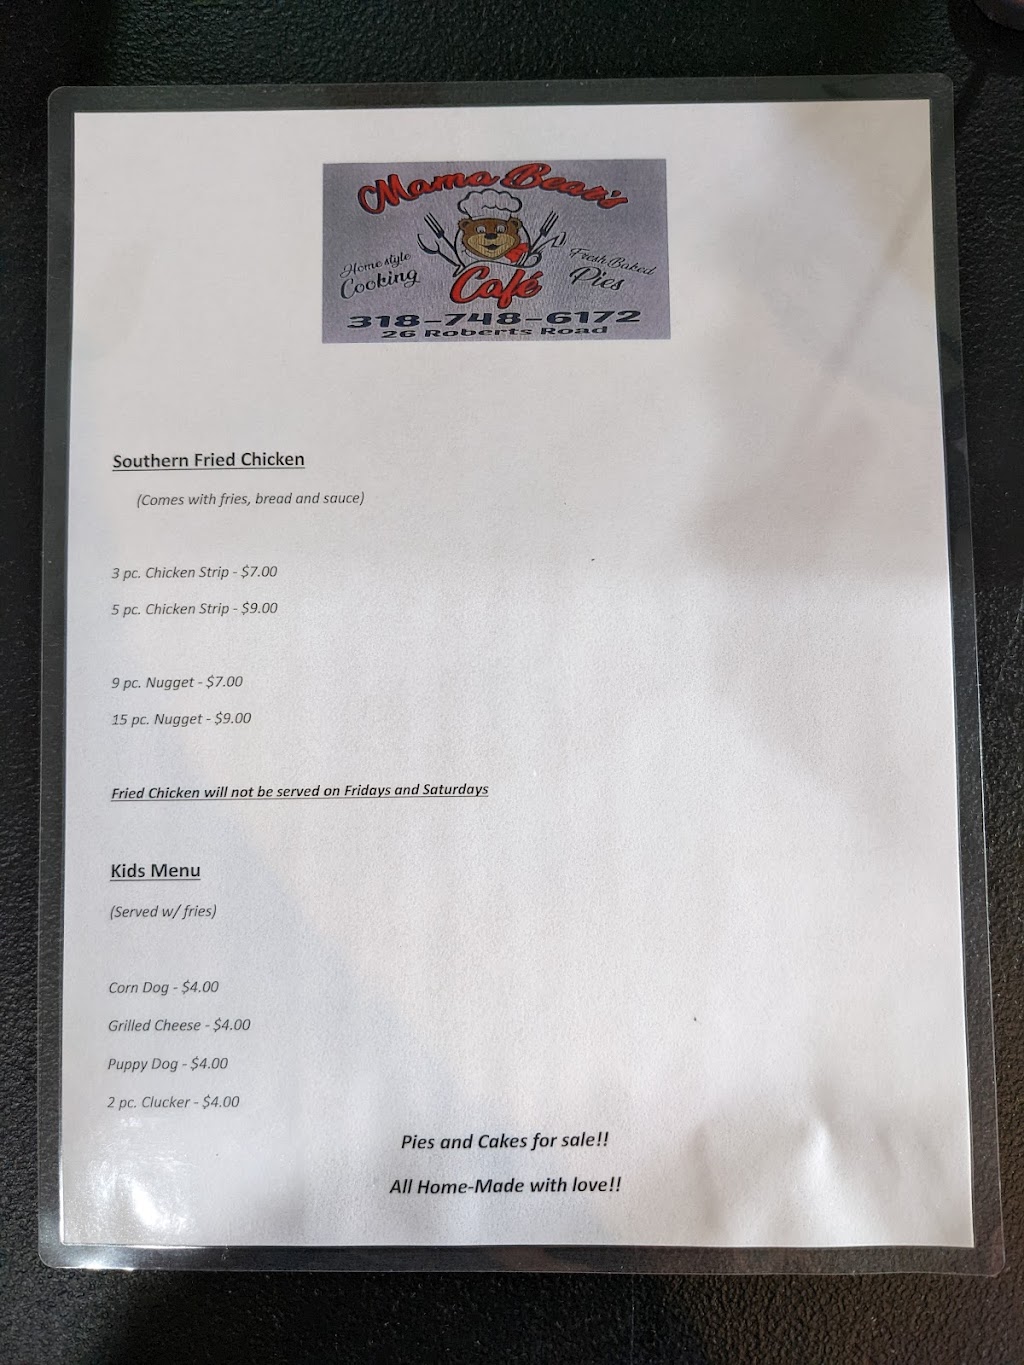 Mama Bear's
Home style
Cooking
Fresh Baked
Pies
Café
318-748-6172
26 Roberts Road
Southern Fried Chicken
(Comes with fries, bread and sauce)
3 pc. Chicken Strip - $7.00
5 pc. Chicken Strip - $9.00
9 pc. Nugget - $7.00
15 pc. Nugget - $9.00
Fried Chicken will not be served on Fridays and Saturdays
Kids Menu
(Served w/ fries)
Corn Dog - $4.00
Grilled Cheese - $4.00
Puppy Dog - $4.00
2 pc. Clucker - $4.00
Pies and Cakes for sale!!
All Home-Made with love!!